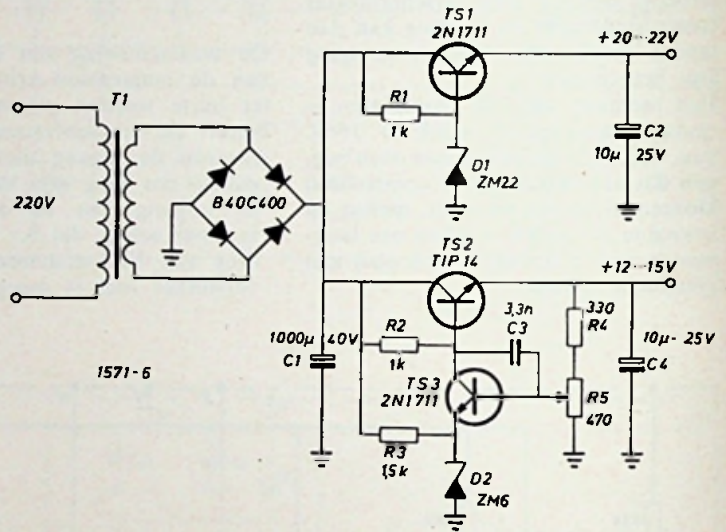 TS1
2N1711
+20-22V
T1
R1
1k
C2
10µ 25V
D1
ZM22
220V
B40C400
TS2
TIP14
+12-15V
3,3n
C3
330
R4
1000µ 40V
C1
R2
1k
10µ-25V
C4
1571-6
TS3
2N1711
R5
470
R3
1,5k
D2
ZM6